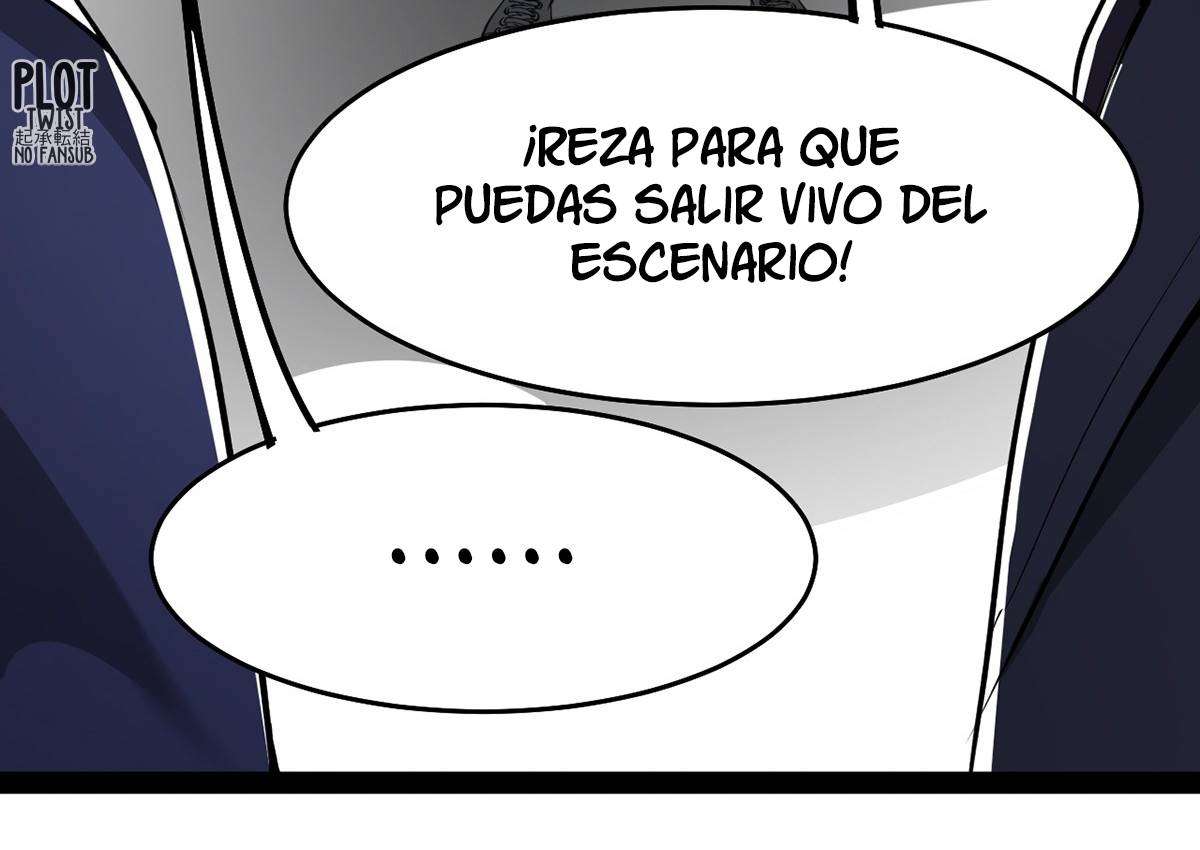 PLOT
TWIST
起承転結
NO FANSUB
¡REZA PARA QUE
PUEDAS SALIR VIVO DEL
ESCENARIO!
......